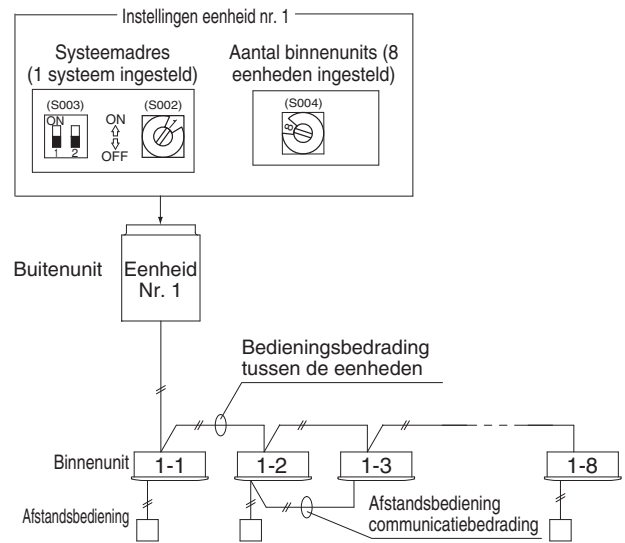 Instellingen eenheid nr. 1
Systeemadres
(1 systeem ingesteld)
Aantal binnenunits (8
eenheden ingesteld)
(S003)
(S002)
(S004)
ON
1 2
ON
OFF
1
8
Buitenunit
Eenheid
Nr. 1
Bedieningsbedrading
tussen de eenheden
Binnenunit
1-1
1-2
1-3
1-8
Afstandsbediening
Afstandsbediening
communicatiebedrading